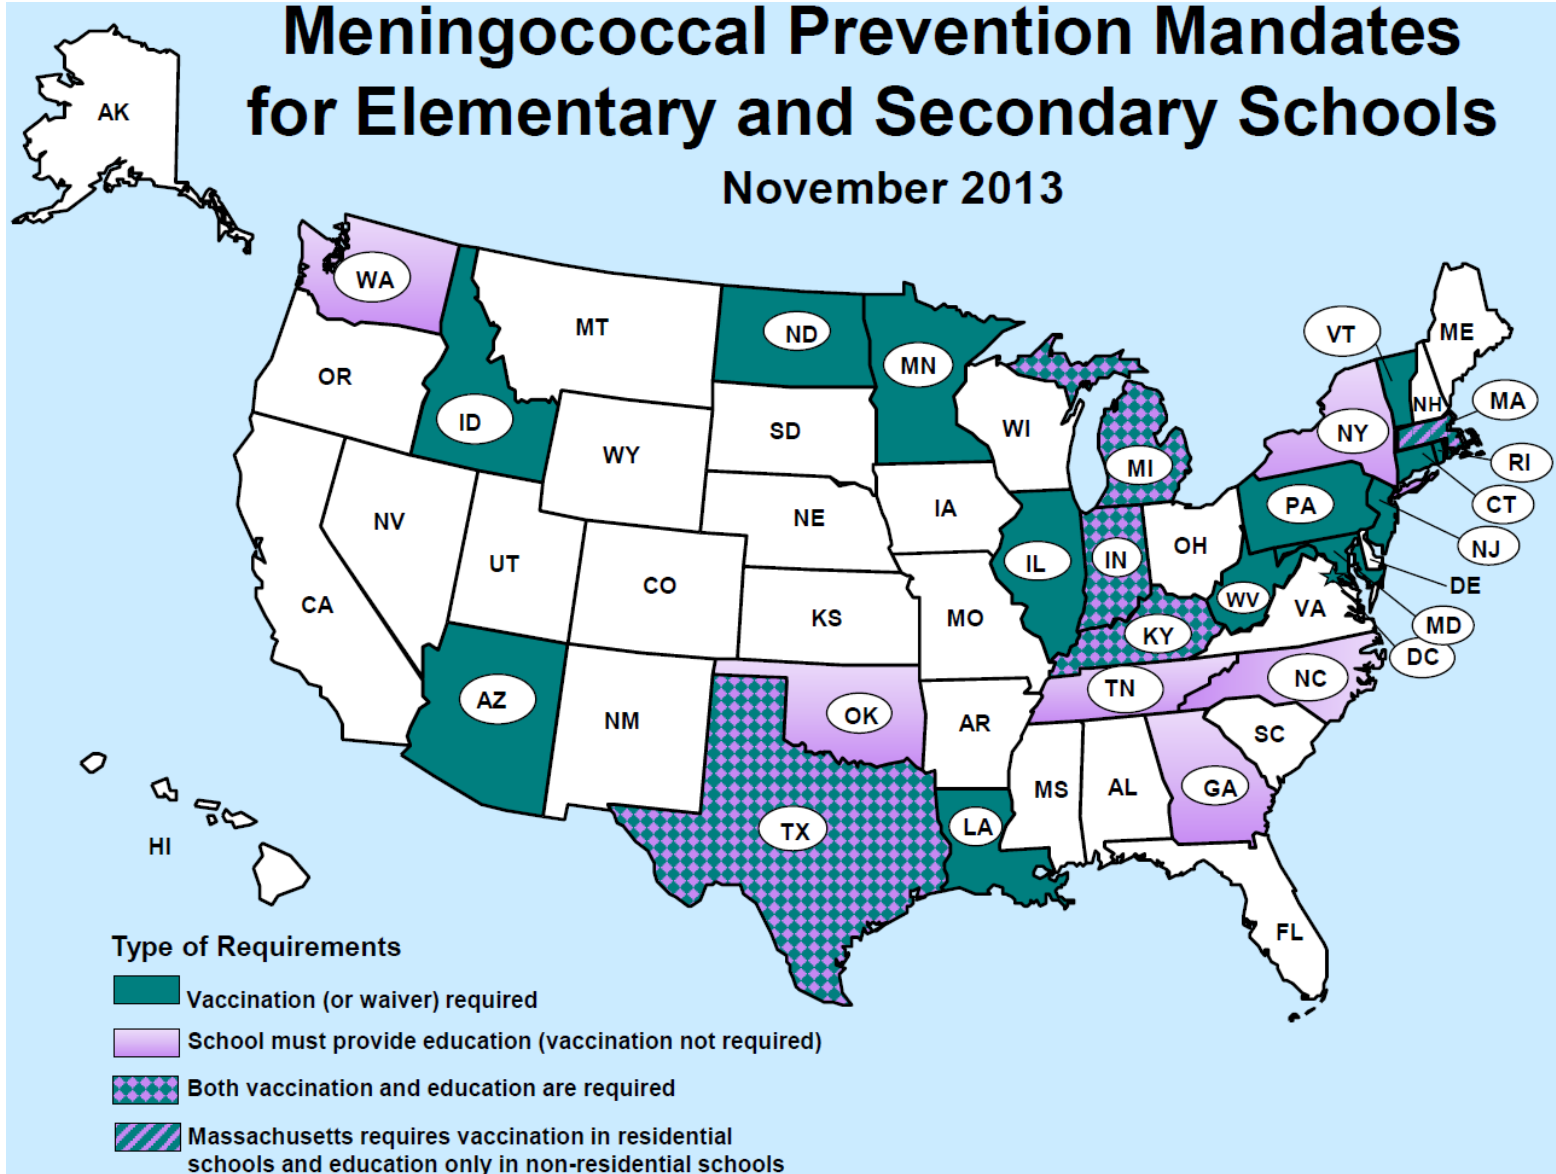 Meningococcal Prevention Mandates
for Elementary and Secondary Schools
November 2013
AK
WA
MT
ND
MN
VT
ME
OR
ID
SD
WI
NH
MA
NY
WY
MI
RI
CT
NV
NE
IA
PA
NJ
UT
CO
IL
IN
OH
DE
CA
KS
MO
WV
VA
MD
KY
DC
AZ
NM
OK
AR
TN
NC
SC
MS
AL
GA
TX
LA
HI
FL
Type of Requirements
Vaccination (or waiver) required
School must provide education (vaccination not required)
Both vaccination and education are required
Massachusetts requires vaccination in residential
schools and education only in non-residential schools